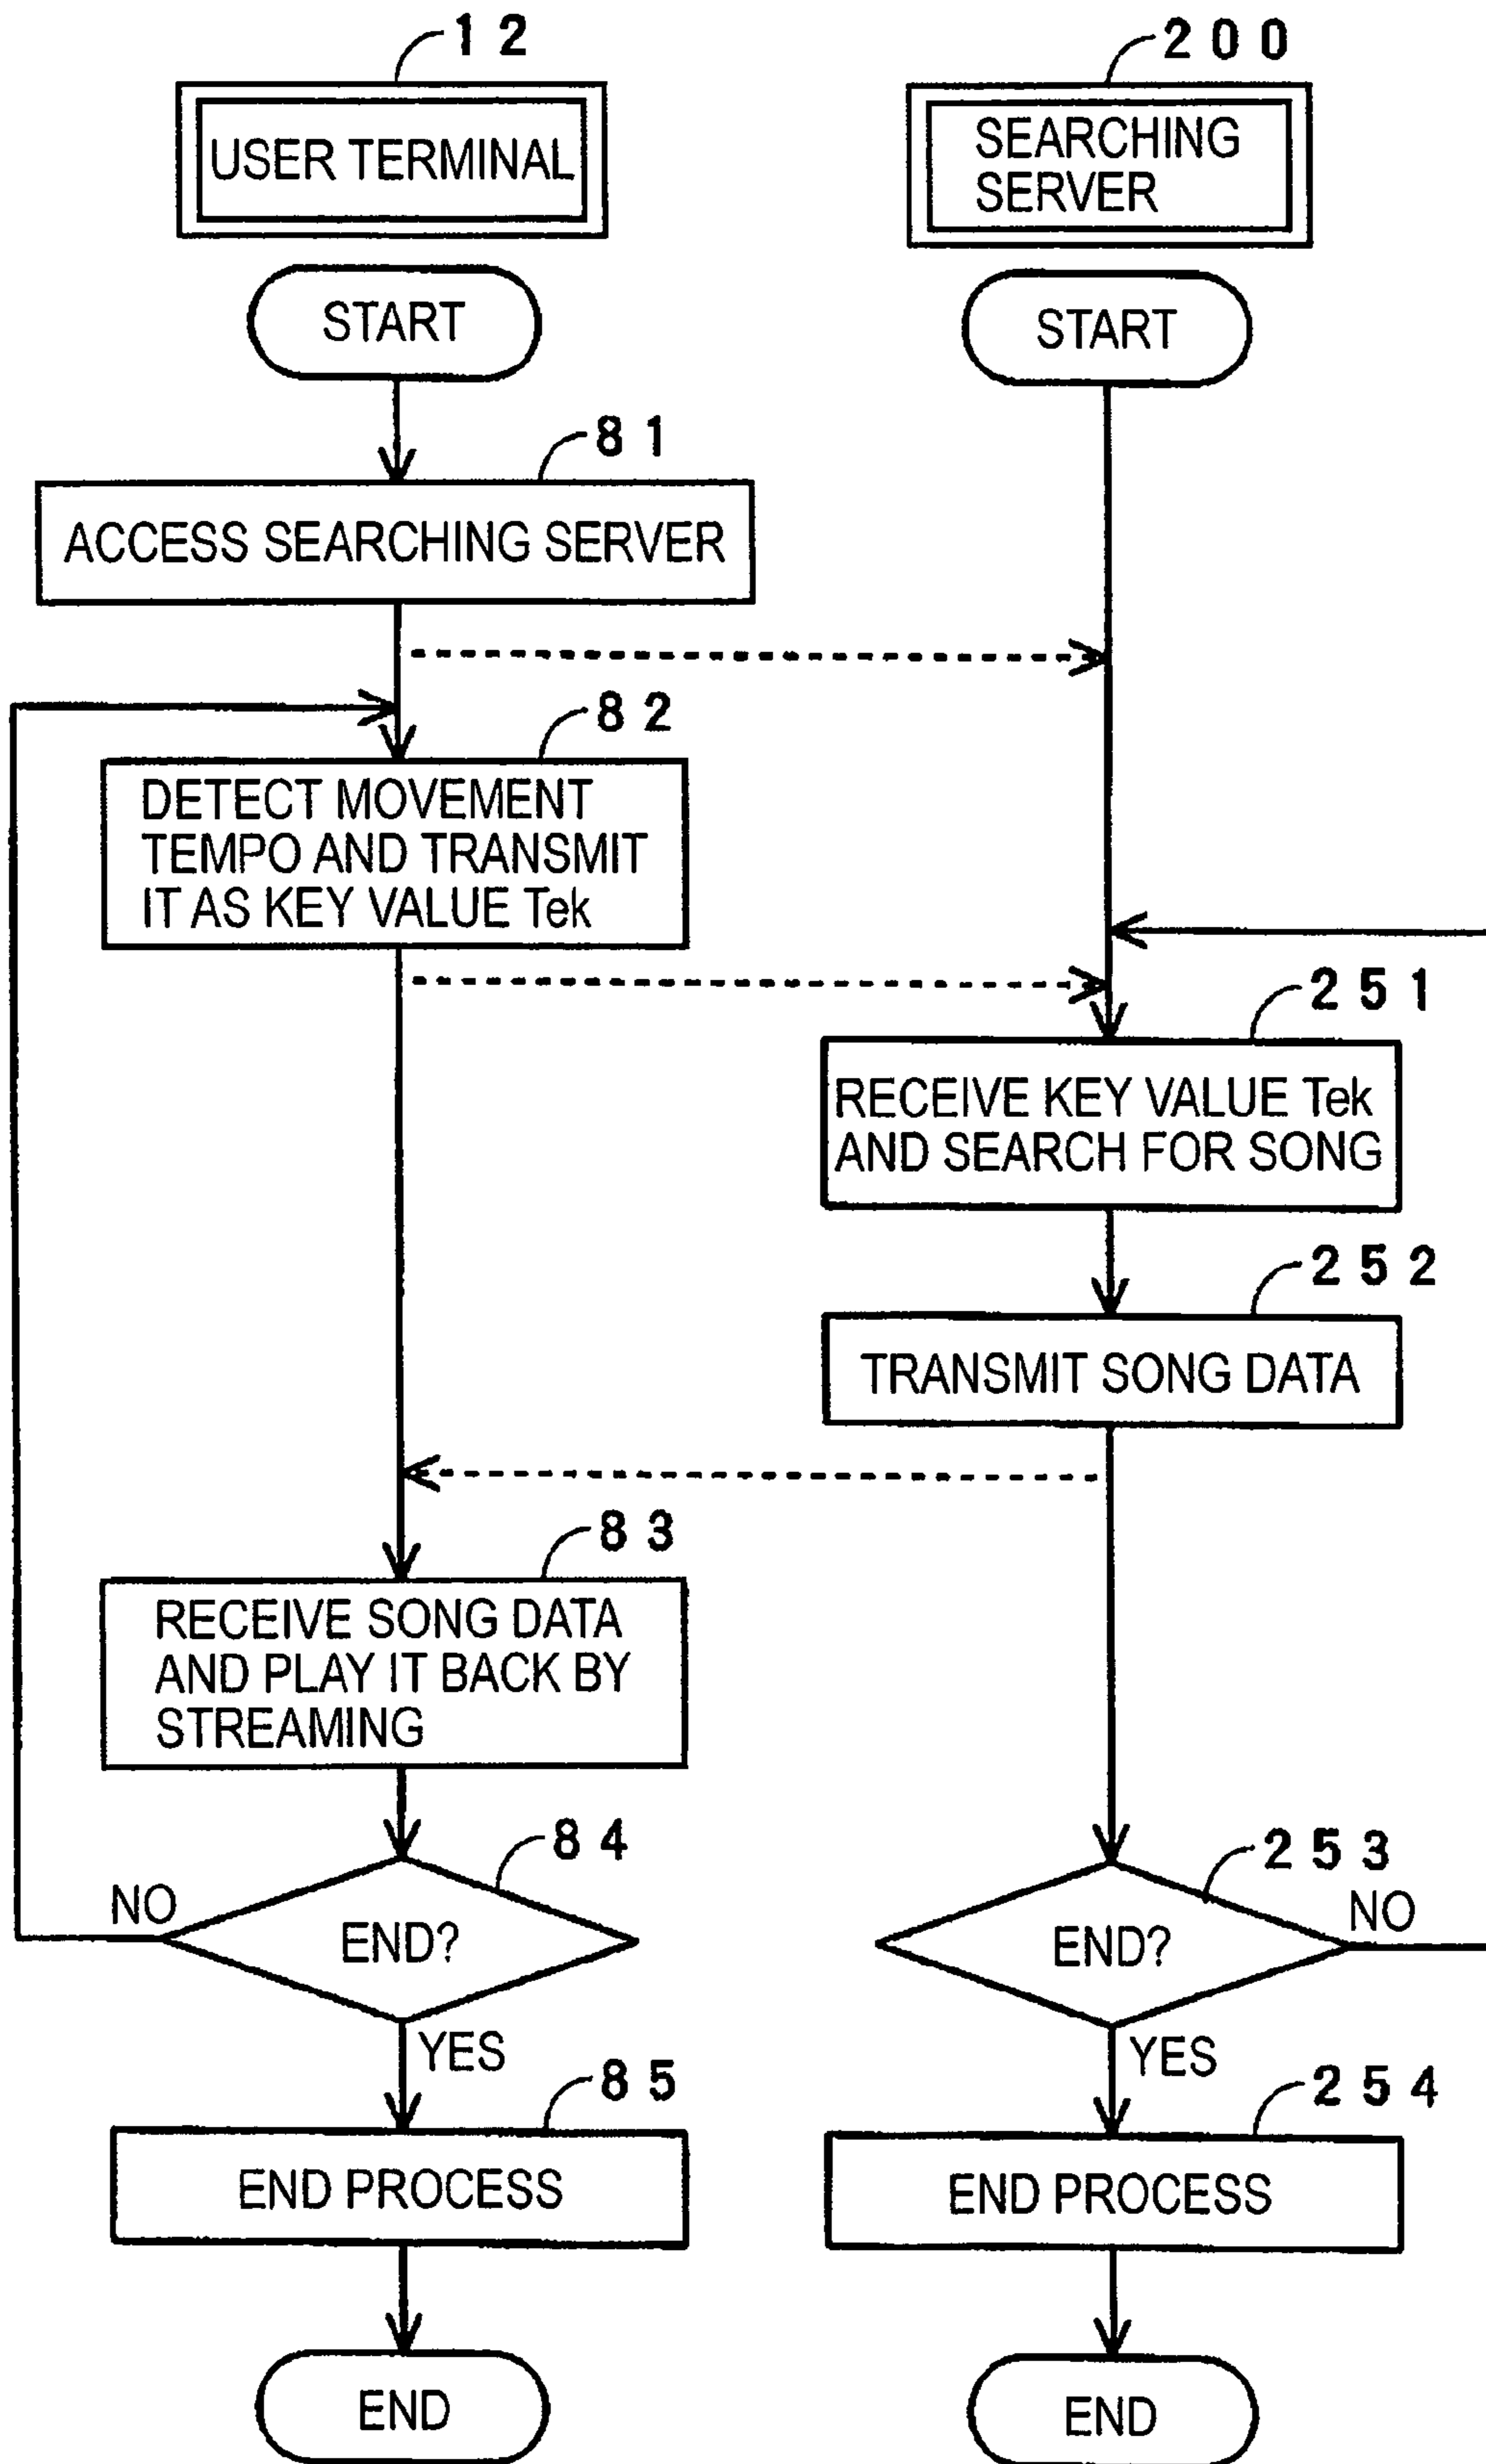 12
USER TERMINAL
START
81
ACCESS SEARCHING SERVER
82
DETECT MOVEMENT
TEMPO AND TRANSMIT
IT AS KEY VALUE Tek
83
RECEIVE SONG DATA
AND PLAY IT BACK BY
STREAMING
84
NO
END?
YES
85
END PROCESS
END
200
SEARCHING
SERVER
START
251
RECEIVE KEY VALUE Tek
AND SEARCH FOR SONG
252
TRANSMIT SONG DATA
253
NO
END?
YES
254
END PROCESS
END